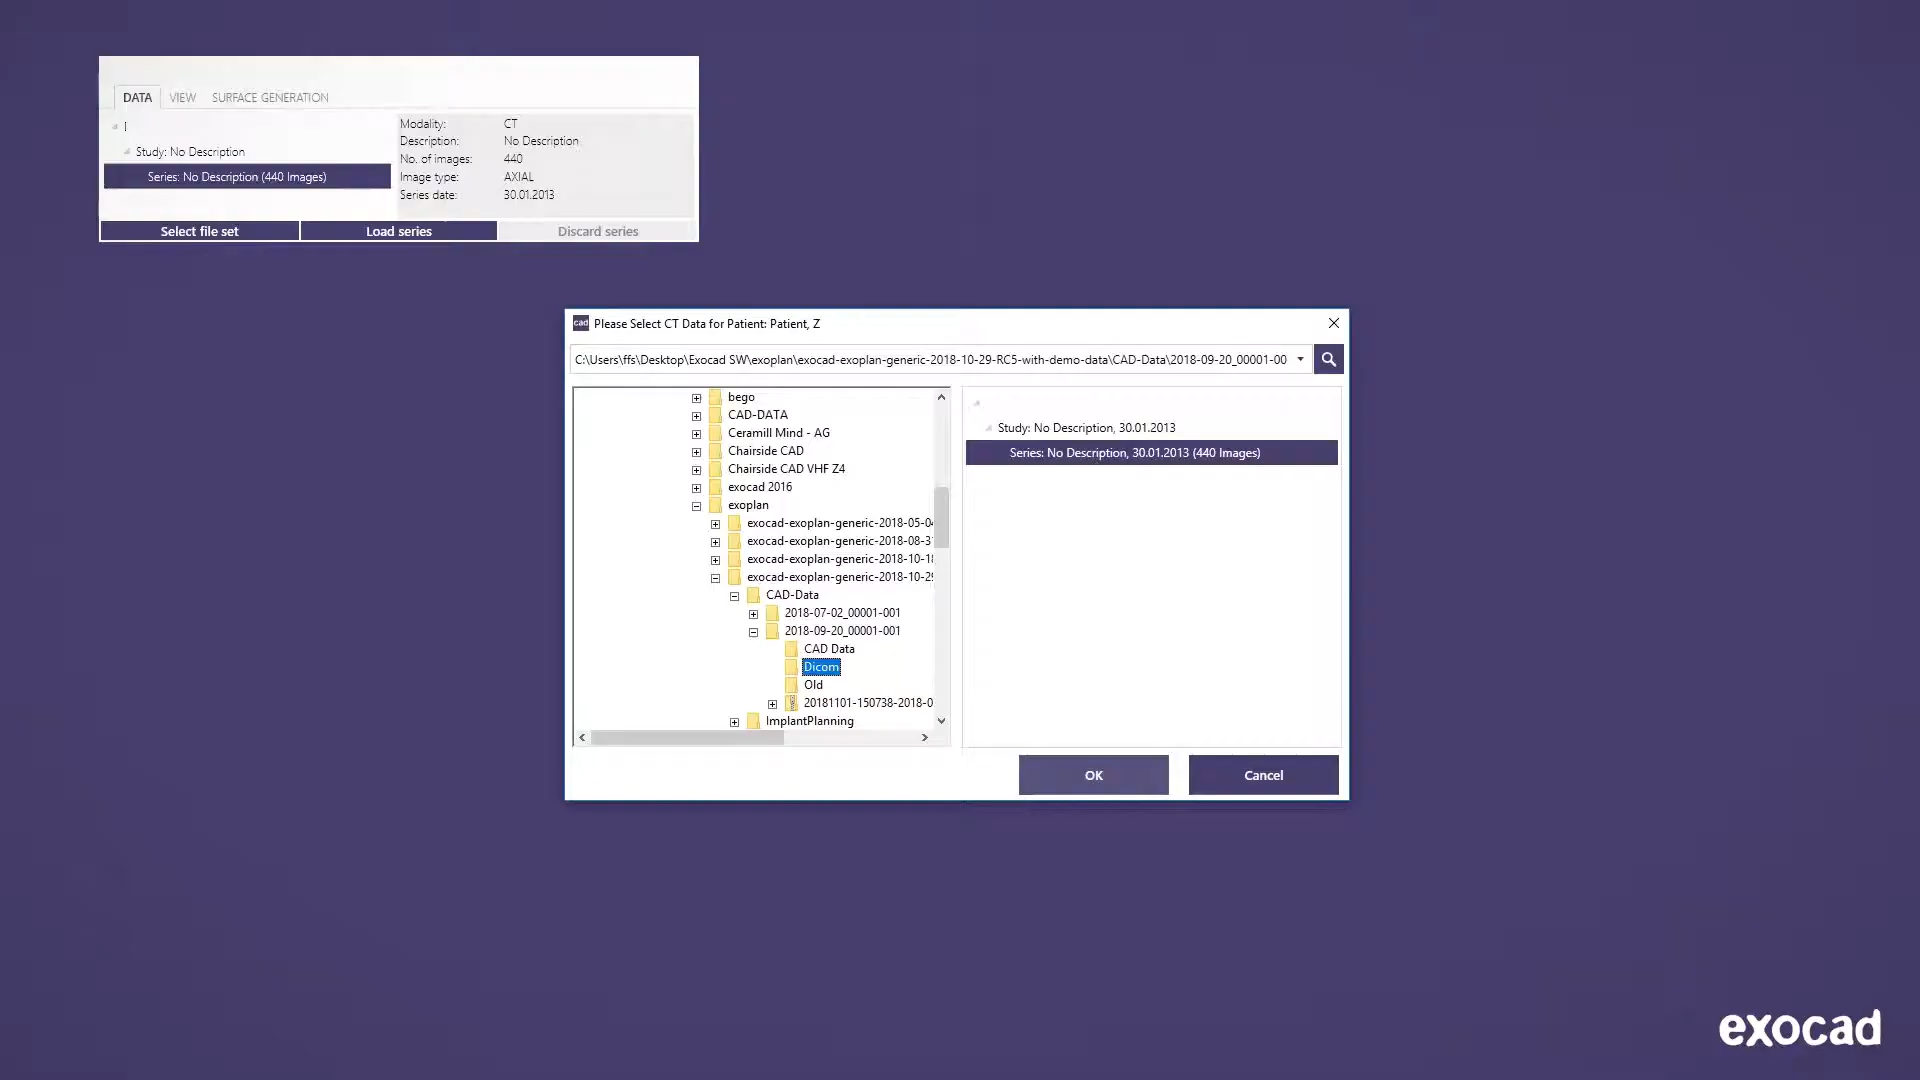 DATA VIEW SURFACE GENERATION
Study: No Description
Series: No Description (440 Images)
Modality: CT
Description: No Description
No. of images: 440
Image type: AXIAL
Series date: 30.01.2013
Select file set Load series Discard series
cad Please Select CT Data for Patient: Patient, Z
C:\Users\ffs\Desktop\Exocad SW\exoplan\exocad-exoplan-generic-2018-10-29-RC5-with-demo-data\CAD-Data\2018-09-20_00001-00
bego
CAD-DATA
Ceramill Mind - AG
Chairside CAD
Chairside CAD VHF Z4
exocad 2016
exoplan
exocad-exoplan-generic-2018-05-04
exocad-exoplan-generic-2018-08-31
exocad-exoplan-generic-2018-10-18
exocad-exoplan-generic-2018-10-29
CAD-Data
2018-07-02_00001-001
2018-09-20_00001-001
CAD Data
Dicom
Old
20181101-150738-2018-0
ImplantPlanning
Study: No Description, 30.01.2013
Series: No Description, 30.01.2013 (440 Images)
OK Cancel
exocad